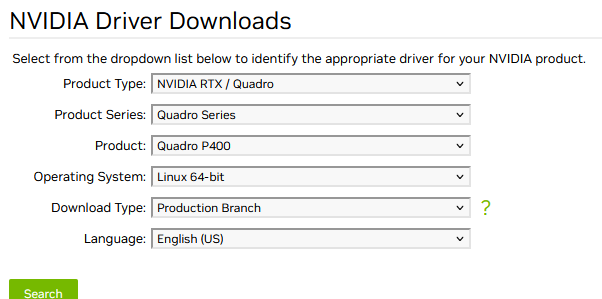 NVIDIA Driver Downloads
Select from the dropdown list below to identify the appropriate driver for your NVIDIA product.
Product Type: NVIDIA RTX / Quadro
Product Series: Quadro Series
Product: Quadro P400
Operating System: Linux 64-bit
Download Type: Production Branch ?
Language: English (US)
Search